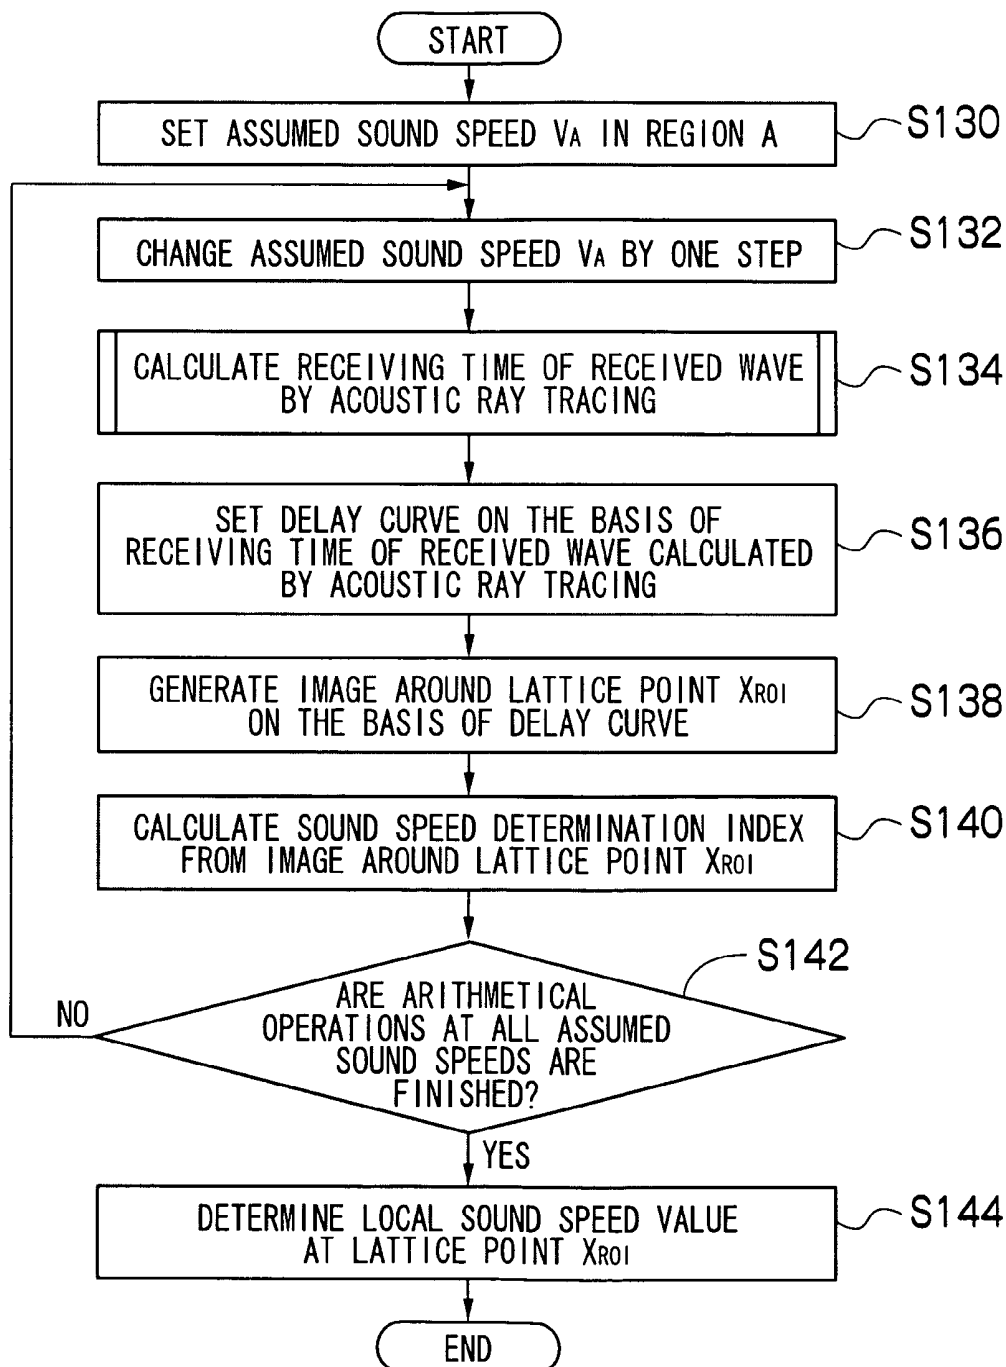 START
SET ASSUMED SOUND SPEED VA IN REGION A
S130
CHANGE ASSUMED SOUND SPEED VA BY ONE STEP
S132
CALCULATE RECEIVING TIME OF RECEIVED WAVE
BY ACOUSTIC RAY TRACING
S134
SET DELAY CURVE ON THE BASIS OF
RECEIVING TIME OF RECEIVED WAVE CALCULATED
BY ACOUSTIC RAY TRACING
S136
GENERATE IMAGE AROUND LATTICE POINT XROI
ON THE BASIS OF DELAY CURVE
S138
CALCULATE SOUND SPEED DETERMINATION INDEX
FROM IMAGE AROUND LATTICE POINT XROI
S140
S142
ARE ARITHMETICAL
OPERATIONS AT ALL ASSUMED
SOUND SPEEDS ARE
FINISHED?
NO
YES
DETERMINE LOCAL SOUND SPEED VALUE
AT LATTICE POINT XROI
S144
END